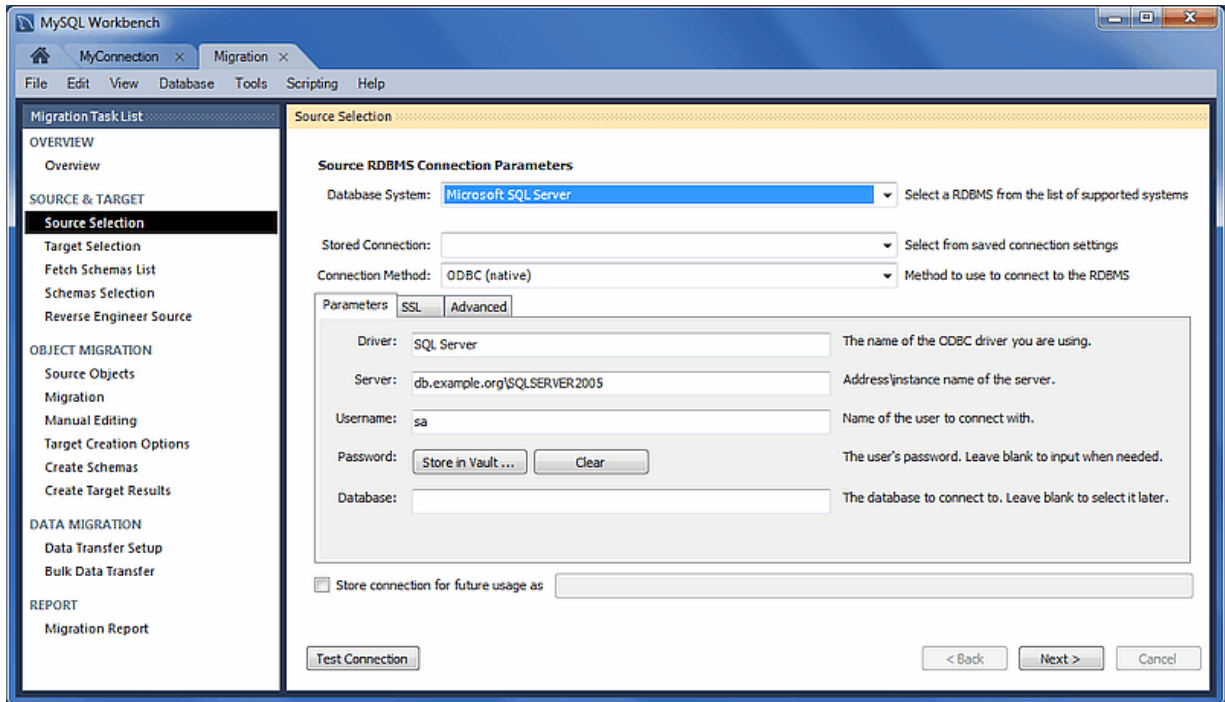 MySQL Workbench
MyConnection
Migration
File Edit View Database Tools Scripting Help
Migration Task List
OVERVIEW
Overview
SOURCE & TARGET
Source Selection
Target Selection
Fetch Schemas List
Schemas Selection
Reverse Engineer Source
OBJECT MIGRATION
Source Objects
Migration
Manual Editing
Target Creation Options
Create Schemas
Create Target Results
DATA MIGRATION
Data Transfer Setup
Bulk Data Transfer
REPORT
Migration Report
Source Selection
Source RDBMS Connection Parameters
Database System: Microsoft SQL Server Select a RDBMS from the list of supported systems
Stored Connection: Select from saved connection settings
Connection Method: ODBC (native) Method to use to connect to the RDBMS
Parameters SSL Advanced
Driver: SQL Server The name of the ODBC driver you are using.
Server: db.example.org\SQLSERVER2005 Address\instance name of the server.
Username: sa Name of the user to connect with.
Password: Store in Vault ... Clear The user's password. Leave blank to input when needed.
Database: The database to connect to. Leave blank to select it later.
Store connection for future usage as
Test Connection < Back Next > Cancel